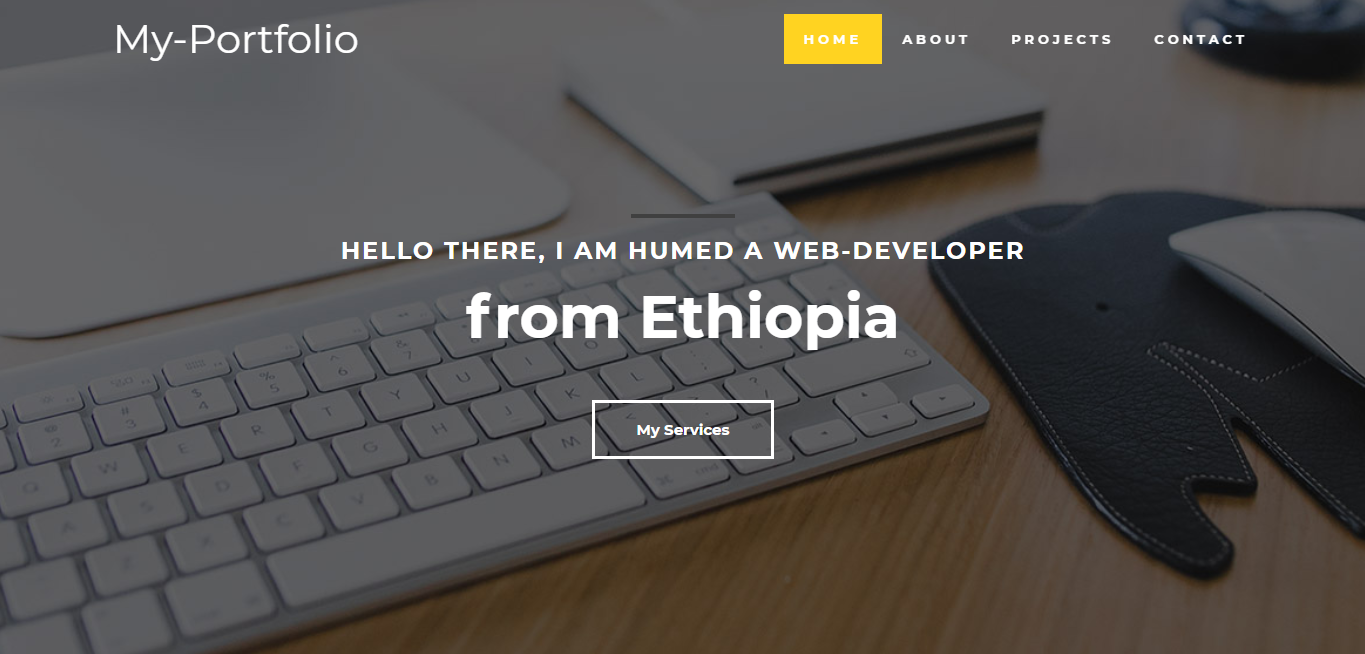 My-Portfolio
HOME ABOUT PROJECTS CONTACT
HELLO THERE, I AM HUMED A WEB-DEVELOPER
from Ethiopia
My Services